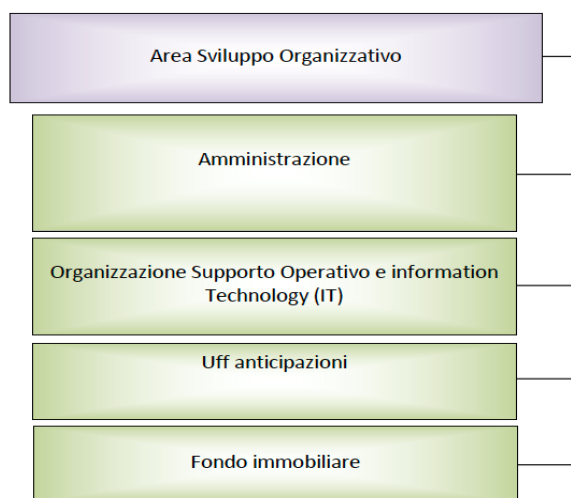 Area Sviluppo Organizzativo
Amministrazione
Organizzazione Supporto Operativo e information
Technology (IT)
Uff anticipazioni
Fondo immobiliare